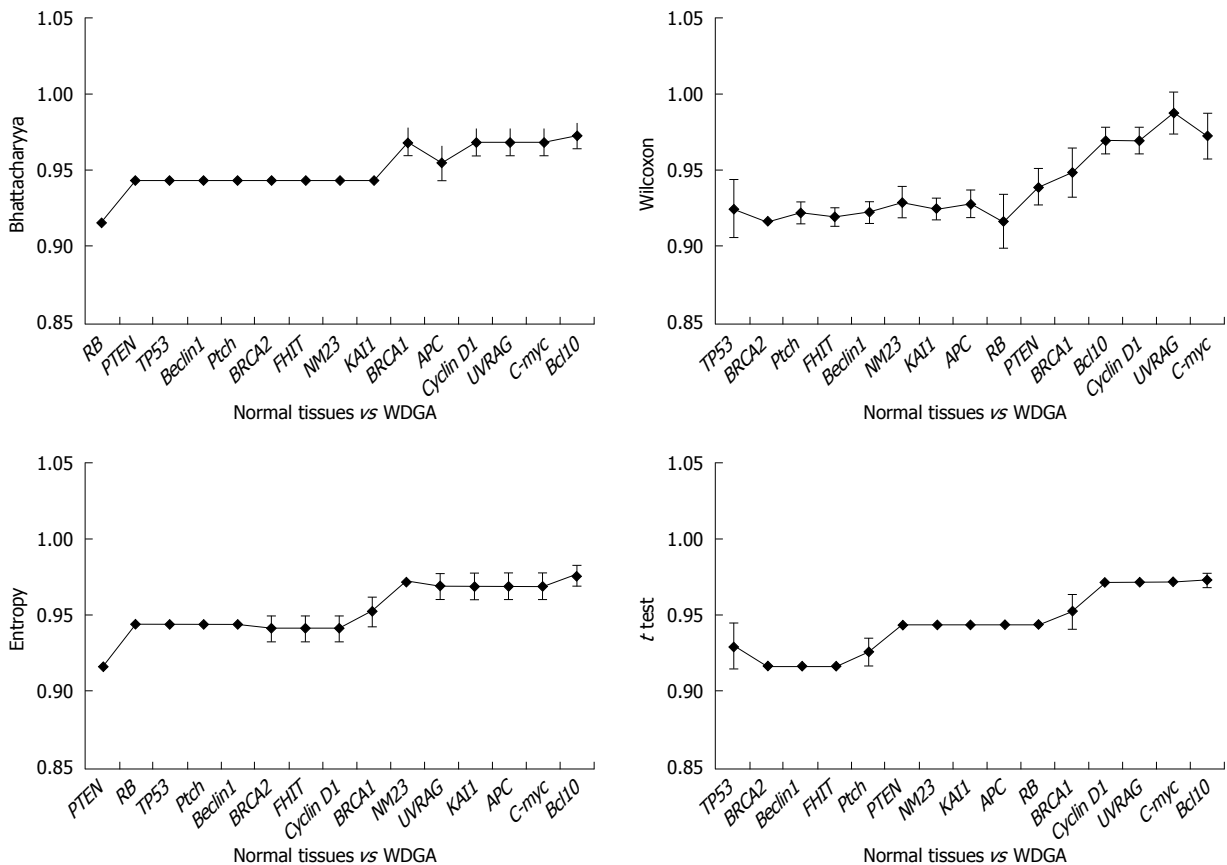 1.05
1.00
0.95
0.90
0.85
Bhattacharyya
RB
PTEN
TP53
Beclin1
Ptch
BRCA2
FHIT
NM23
KAI1
BRCA1
APC
Cyclin D1
UVRAG
C-myc
Bcl10
Normal tissues vs WDGA
1.05
1.00
0.95
0.90
0.85
Wilcoxon
TP53
BRCA2
Ptch
FHIT
Beclin1
NM23
KAI1
APC
RB
PTEN
BRCA1
Bcl10
Cyclin D1
UVRAG
C-myc
Normal tissues vs WDGA
1.05
1.00
0.95
0.90
0.85
Entropy
PTEN
RB
TP53
Ptch
Beclin1
BRCA2
FHIT
Cyclin D1
BRCA1
NM23
UVRAG
KAI1
APC
C-myc
Bcl10
Normal tissues vs WDGA
1.05
1.00
0.95
0.90
0.85
t test
TP53
BRCA2
Beclin1
FHIT
Ptch
PTEN
NM23
KAI1
APC
RB
BRCA1
Cyclin D1
UVRAG
C-myc
Bcl10
Normal tissues vs WDGA